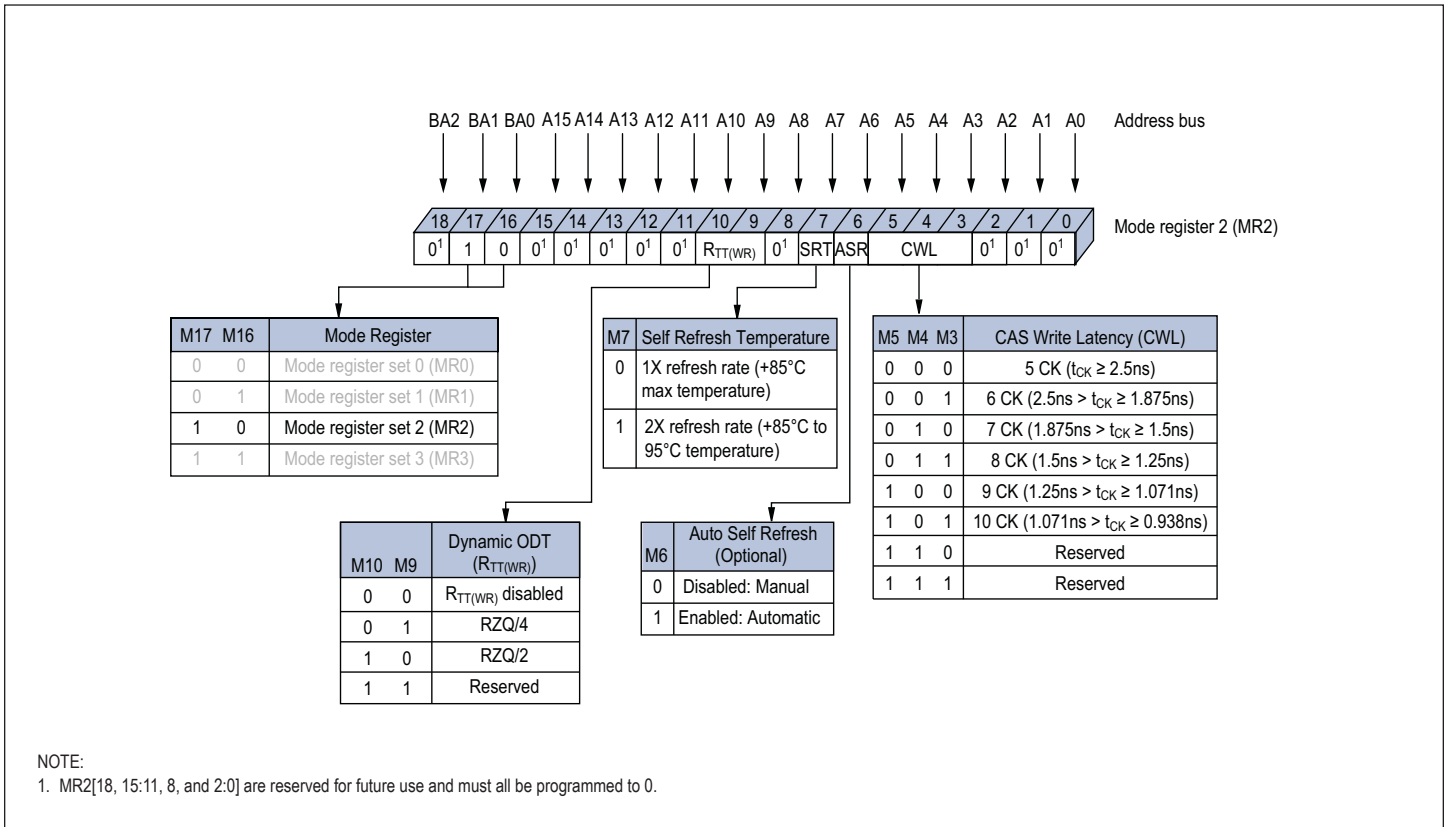 BA2 BA1 BA0 A15 A14 A13 A12 A11 A10 A9 A8 A7 A6 A5 A4 A3 A2 A1 A0 Address bus
18 17 16 15 14 13 12 11 10 9 8 7 6 5 4 3 2 1 0
Mode register 2 (MR2)
0¹ 1 0 0¹ 0¹ 0¹ 0¹ 0¹ RTT(WR) 0¹ SRT ASR CWL 0¹ 0¹ 0¹
M17 M16 Mode Register
0 0 Mode register set 0 (MR0)
0 1 Mode register set 1 (MR1)
1 0 Mode register set 2 (MR2)
1 1 Mode register set 3 (MR3)
M7 Self Refresh Temperature
0 1X refresh rate (+85°C
max temperature)
1 2X refresh rate (+85°C to
95°C temperature)
M5 M4 M3 CAS Write Latency (CWL)
0 0 0 5 CK (tCK ≥ 2.5ns)
0 0 1 6 CK (2.5ns > tCK ≥ 1.875ns)
0 1 0 7 CK (1.875ns > tCK ≥ 1.5ns)
0 1 1 8 CK (1.5ns > tCK ≥ 1.25ns)
1 0 0 9 CK (1.25ns > tCK ≥ 1.071ns)
1 0 1 10 CK (1.071ns > tCK ≥ 0.938ns)
1 1 0 Reserved
1 1 1 Reserved
M10 M9 Dynamic ODT
(RTT(WR))
0 0 RTT(WR) disabled
0 1 RZQ/4
1 0 RZQ/2
1 1 Reserved
M6 Auto Self Refresh
(Optional)
0 Disabled: Manual
1 Enabled: Automatic
NOTE:
1. MR2[18, 15:11, 8, and 2:0] are reserved for future use and must all be programmed to 0.